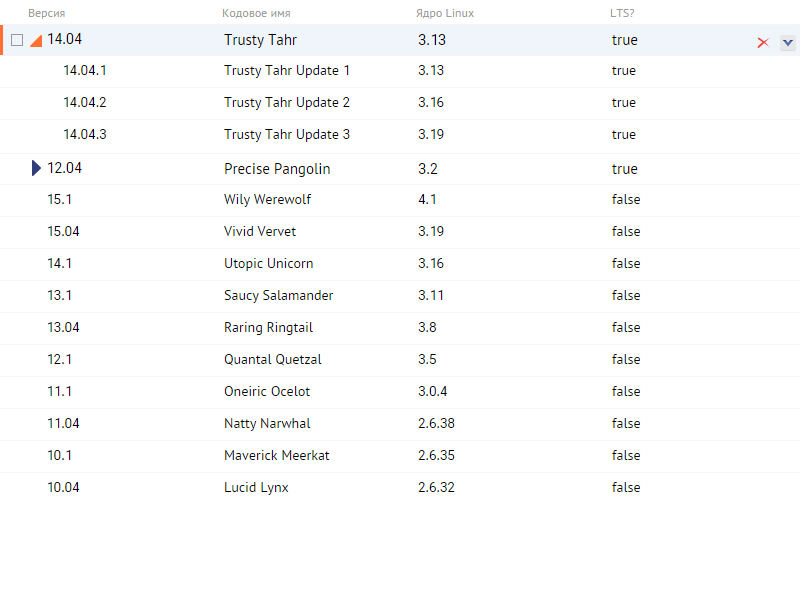 Версия Кодовое имя Ядро Linux LTS?
14.04 Trusty Tahr 3.13 true
14.04.1 Trusty Tahr Update 1 3.13 true
14.04.2 Trusty Tahr Update 2 3.16 true
14.04.3 Trusty Tahr Update 3 3.19 true
12.04 Precise Pangolin 3.2 true
15.1 Wily Werewolf 4.1 false
15.04 Vivid Vervet 3.19 false
14.1 Utopic Unicorn 3.16 false
13.1 Saucy Salamander 3.11 false
13.04 Raring Ringtail 3.8 false
12.1 Quantal Quetzal 3.5 false
11.1 Oneiric Ocelot 3.0.4 false
11.04 Natty Narwhal 2.6.38 false
10.1 Maverick Meerkat 2.6.35 false
10.04 Lucid Lynx 2.6.32 false